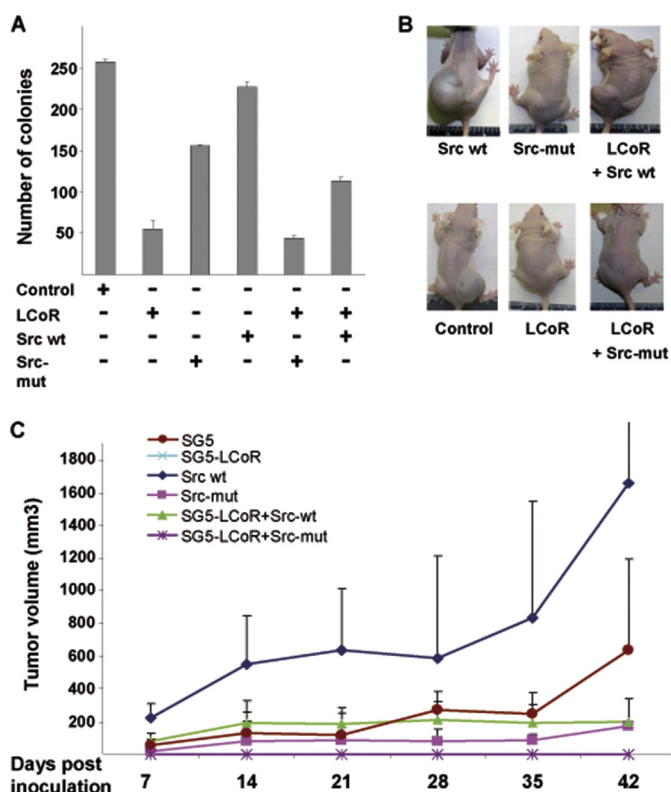 A
Number of colonies
250
200
150
100
50
Control + - - - - -
LCoR - + - - + +
Src wt - - - + - +
Src-mut - - + - + -
B
Src wt
Src-mut
LCoR
+ Src wt
Control
LCoR
LCoR
+ Src-mut
C
SG5
SG5-LCoR
Src wt
Src-mut
SG5-LCoR+Src-wt
SG5-LCoR+Src-mut
Tumor volume (mm3)
1800
1600
1400
1200
1000
800
600
400
200
Days post
inoculation
7 14 21 28 35 42